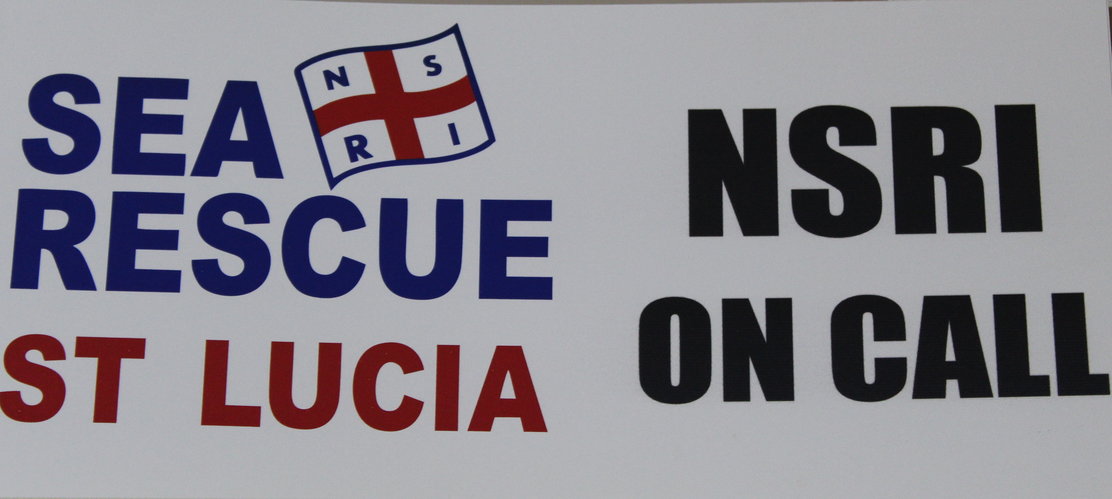 SEA
RESCUE
ST LUCIA
N S
R I
NSRI
ON CALL